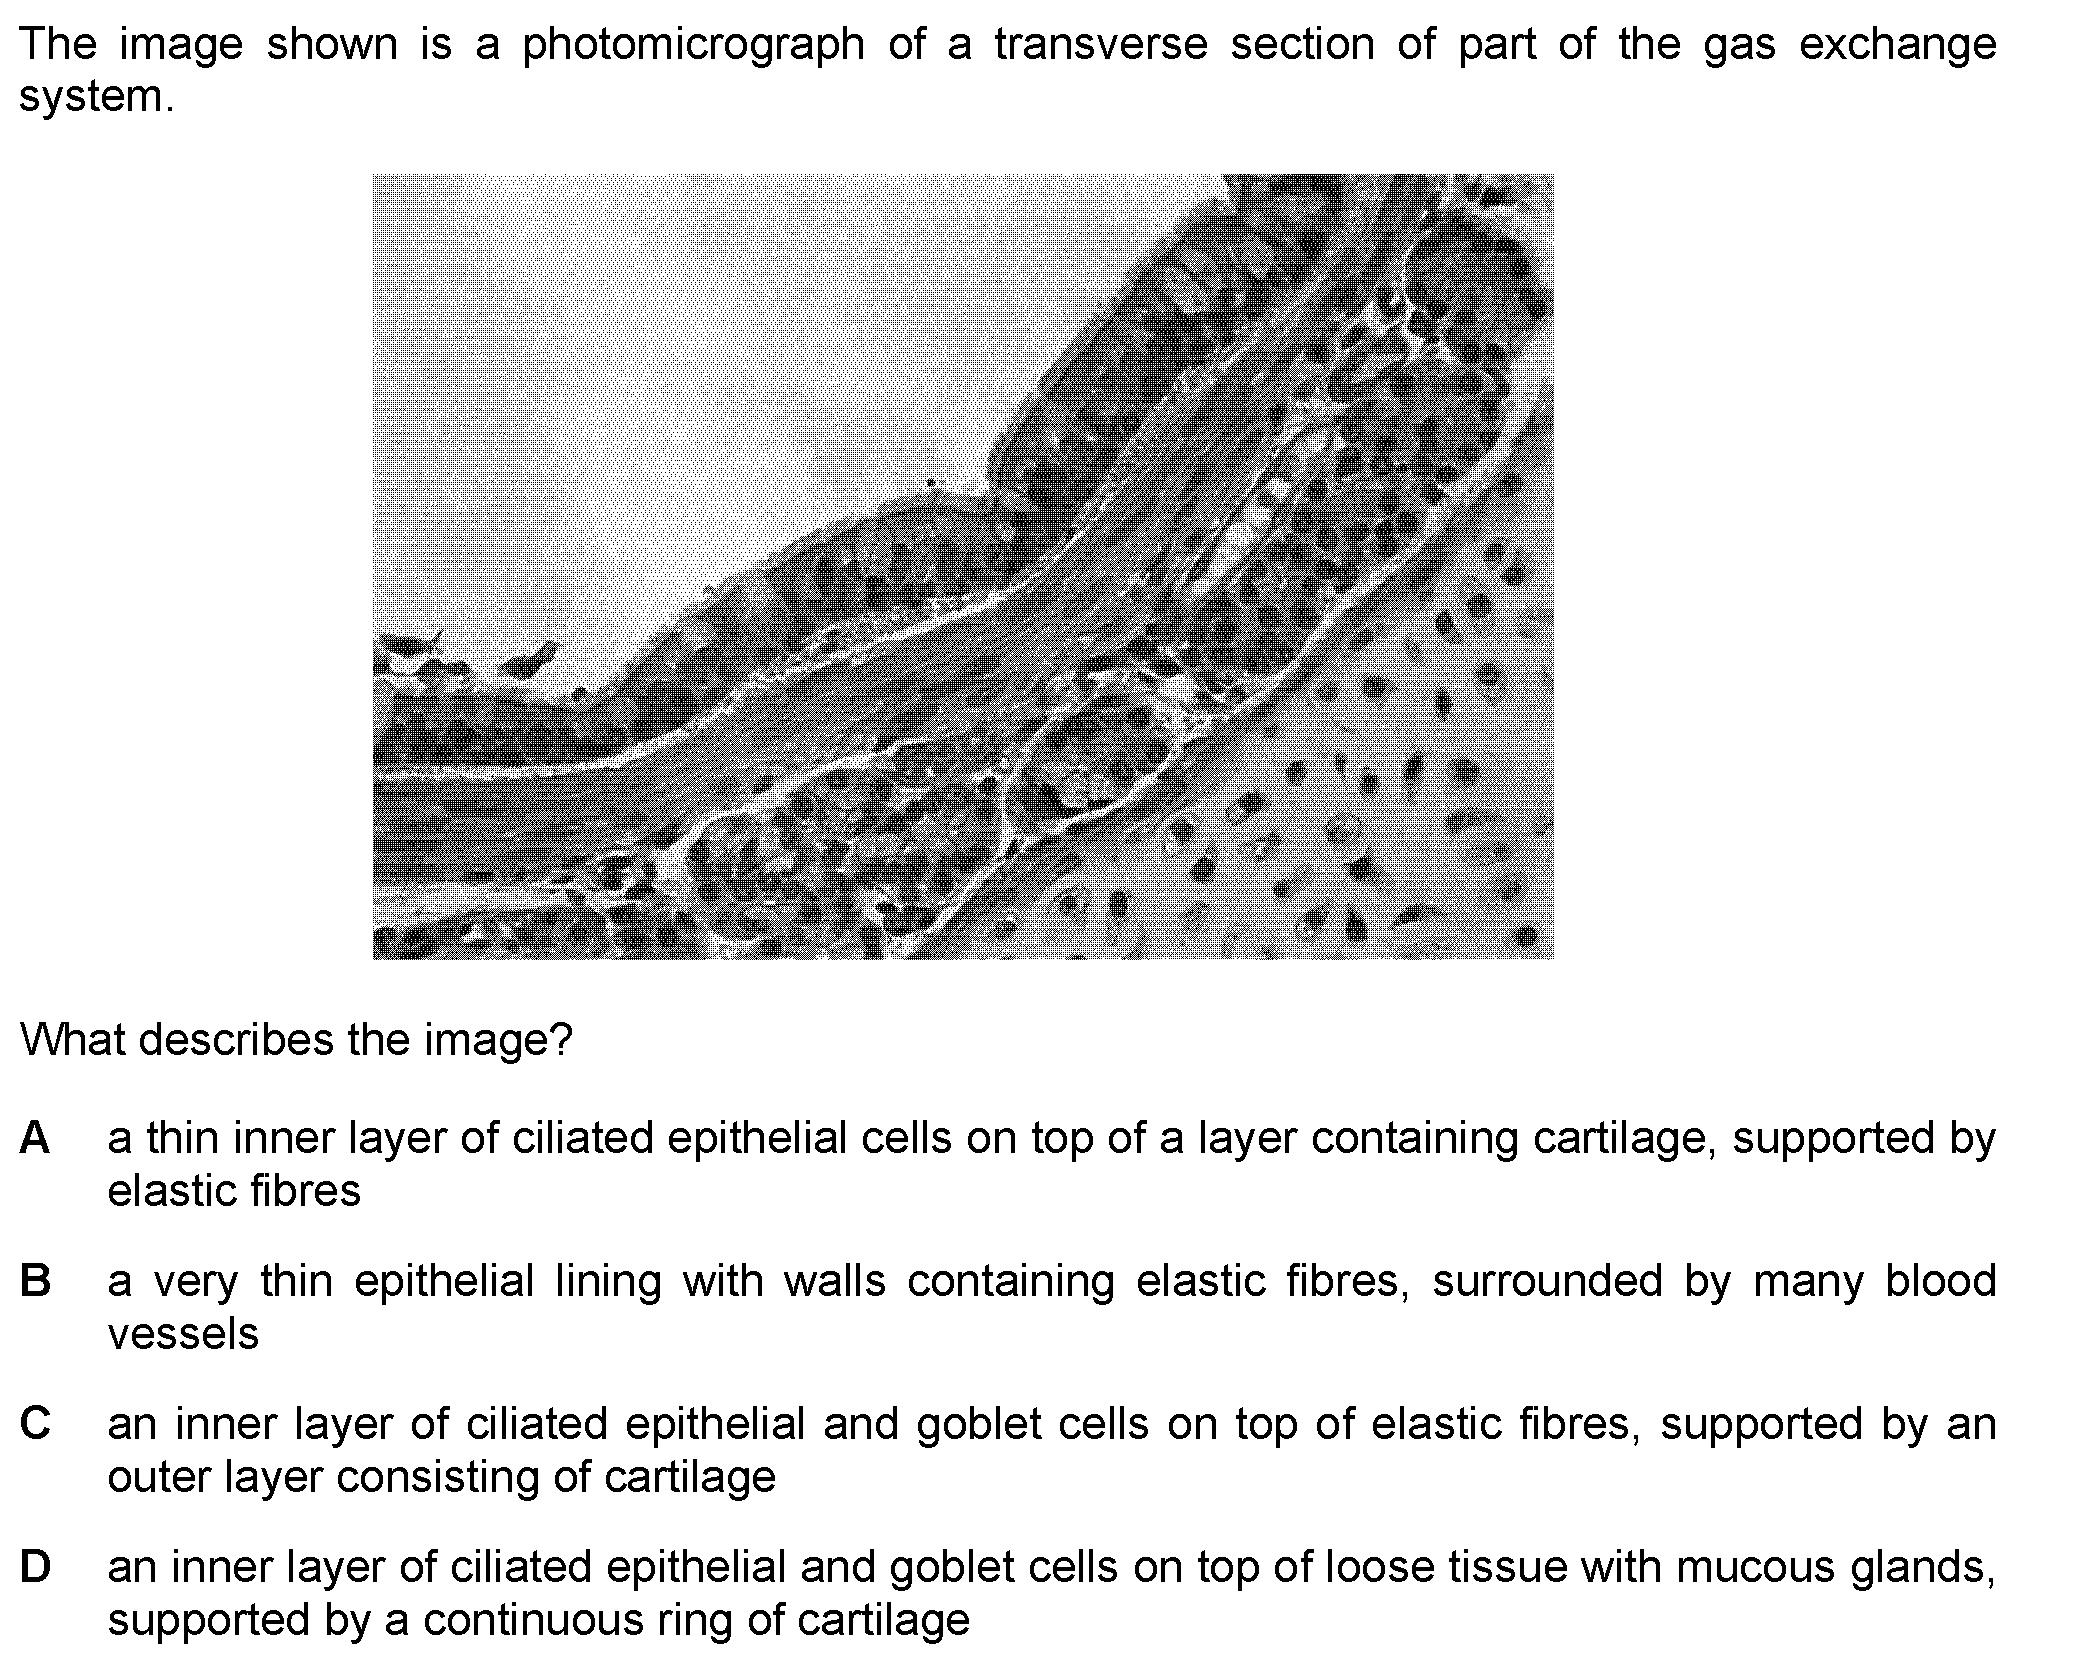 The image shown is a photomicrograph of a transverse section of part of the gas exchange
system.
What describes the image?
A a thin inner layer of ciliated epithelial cells on top of a layer containing cartilage, supported by
elastic fibres
B a very thin epithelial lining with walls containing elastic fibres, surrounded by many blood
vessels
C an inner layer of ciliated epithelial and goblet cells on top of elastic fibres, supported by an
outer layer consisting of cartilage
D an inner layer of ciliated epithelial and goblet cells on top of loose tissue with mucous glands,
supported by a continuous ring of cartilage